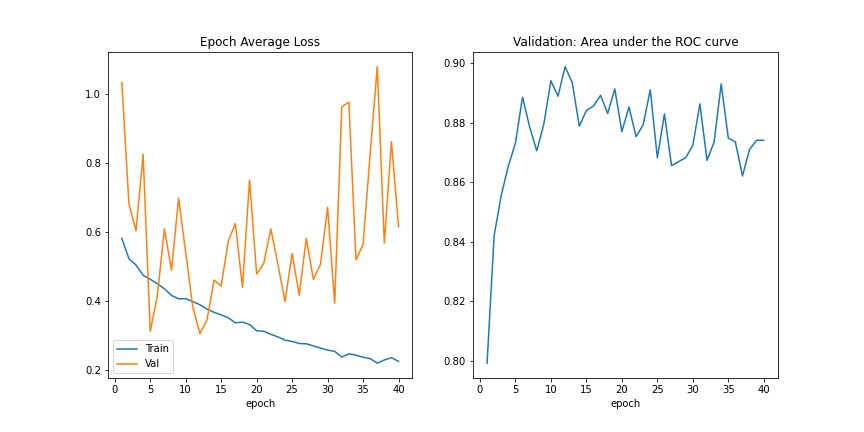 Epoch Average Loss
1.0
0.8
0.6
0.4
0.2
Train
Val
0 5 10 15 20 25 30 35 40
epoch
Validation: Area under the ROC curve
0.90
0.88
0.86
0.84
0.82
0.80
0 5 10 15 20 25 30 35 40
epoch